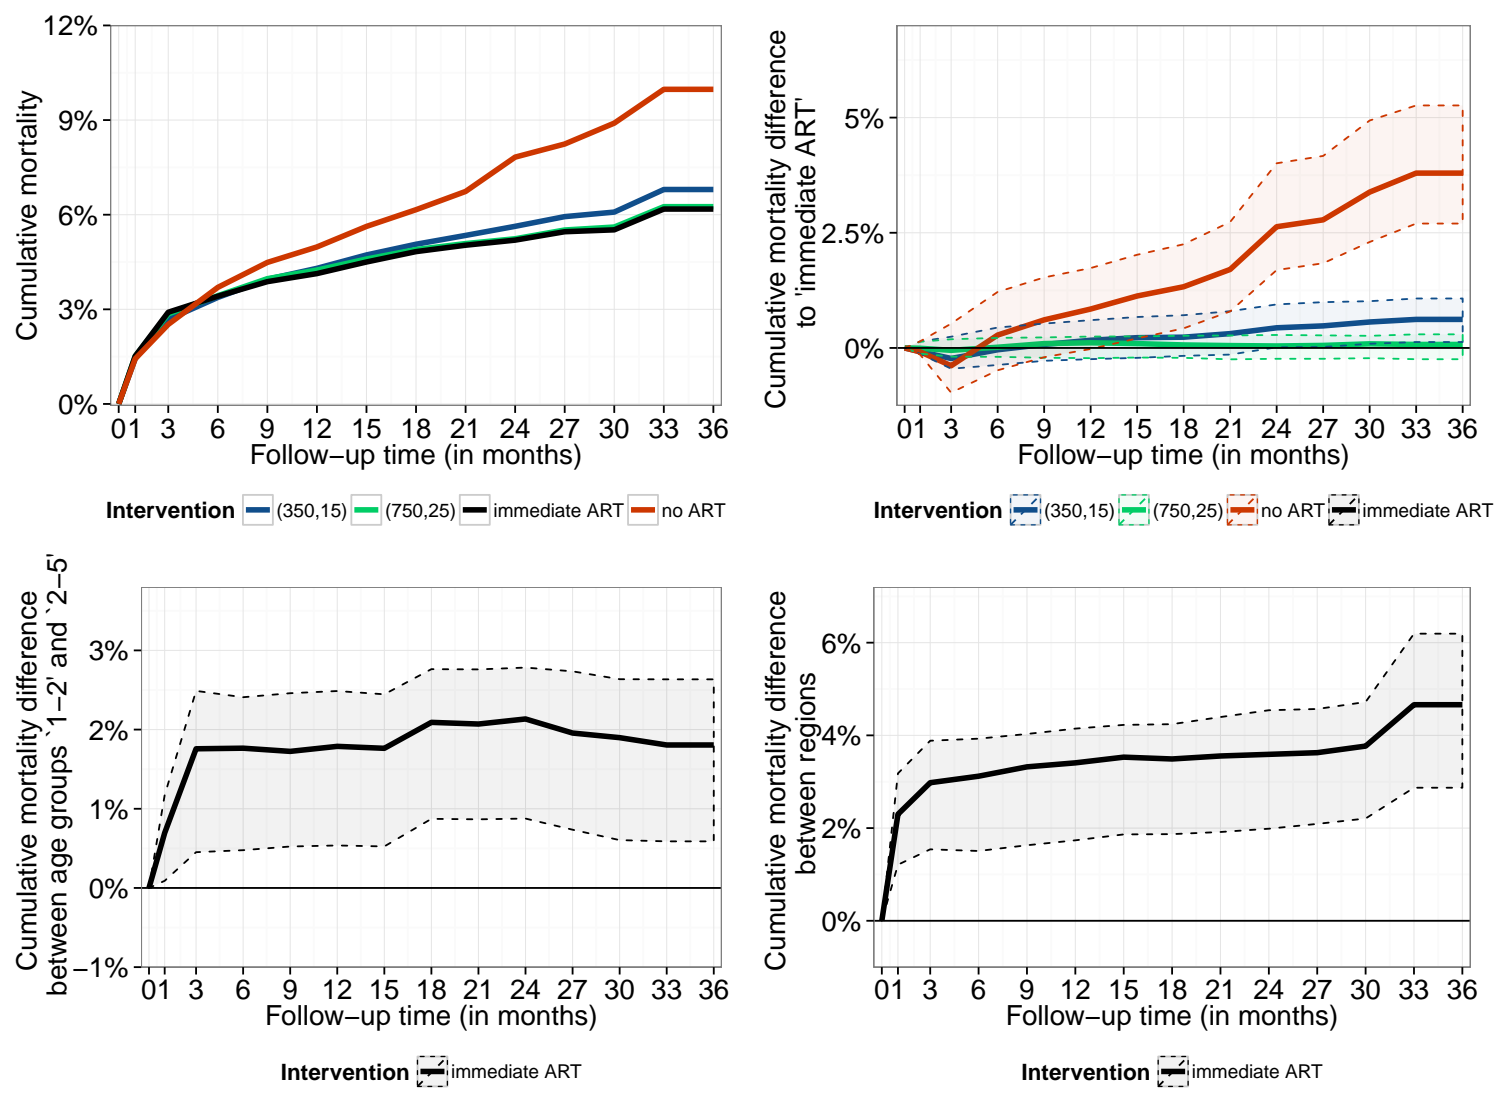 12%
9%
6%
3%
0%
Cumulative mortality
0 1 3 6 9 12 15 18 21 24 27 30 33 36
Follow−up time (in months)
Intervention (350,15) (750,25) immediate ART no ART
5%
2.5%
0%
Cumulative mortality difference
to 'immediate ART'
0 1 3 6 9 12 15 18 21 24 27 30 33 36
Follow−up time (in months)
Intervention (350,15) (750,25) no ART immediate ART
3%
2%
1%
0%
−1%
Cumulative mortality difference
between age groups `1−2' and `2−5'
0 1 3 6 9 12 15 18 21 24 27 30 33 36
Follow−up time (in months)
Intervention immediate ART
6%
4%
2%
0%
Cumulative mortality difference
between regions
0 1 3 6 9 12 15 18 21 24 27 30 33 36
Follow−up time (in months)
Intervention immediate ART